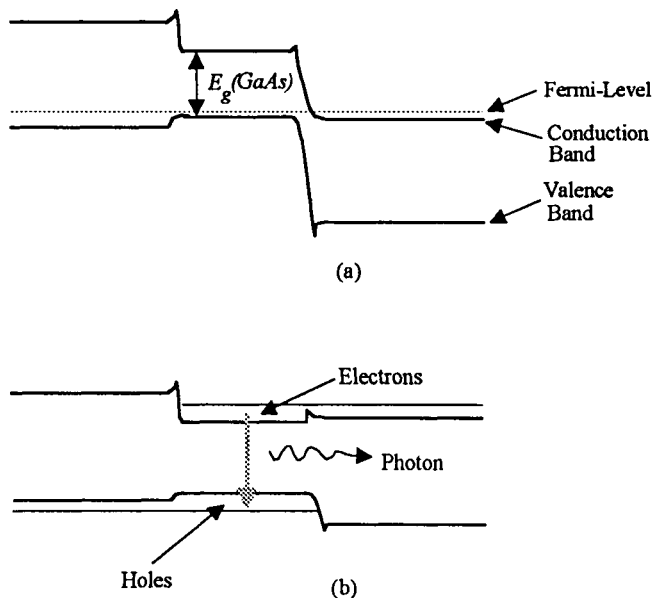 E_g(GaAs)
Fermi-Level
Conduction
Band
Valence
Band
(a)
Electrons
Photon
Holes
(b)